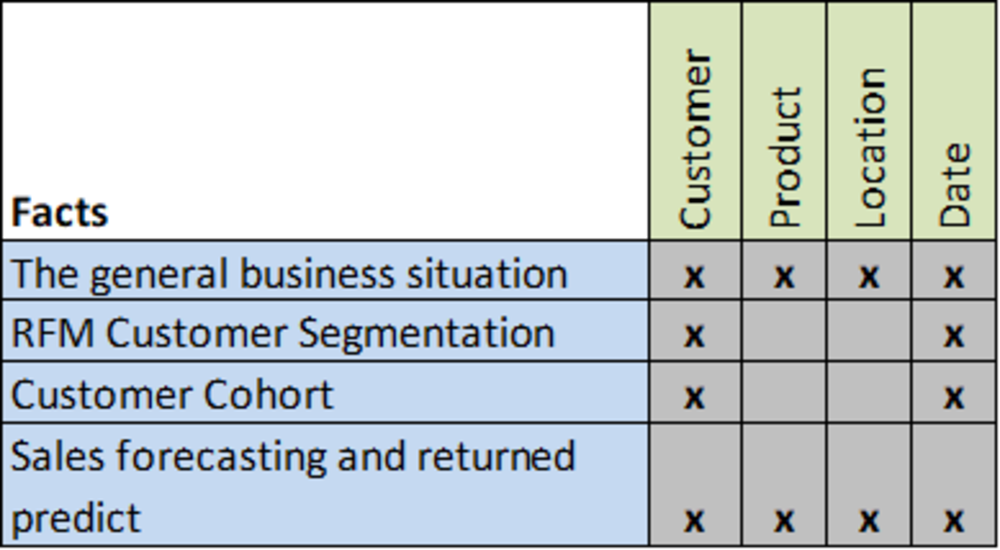 Facts Customer Product Location Date
The general business situation x x x x
RFM Customer Segmentation x x
Customer Cohort x x
Sales forecasting and returned
predict x x x x